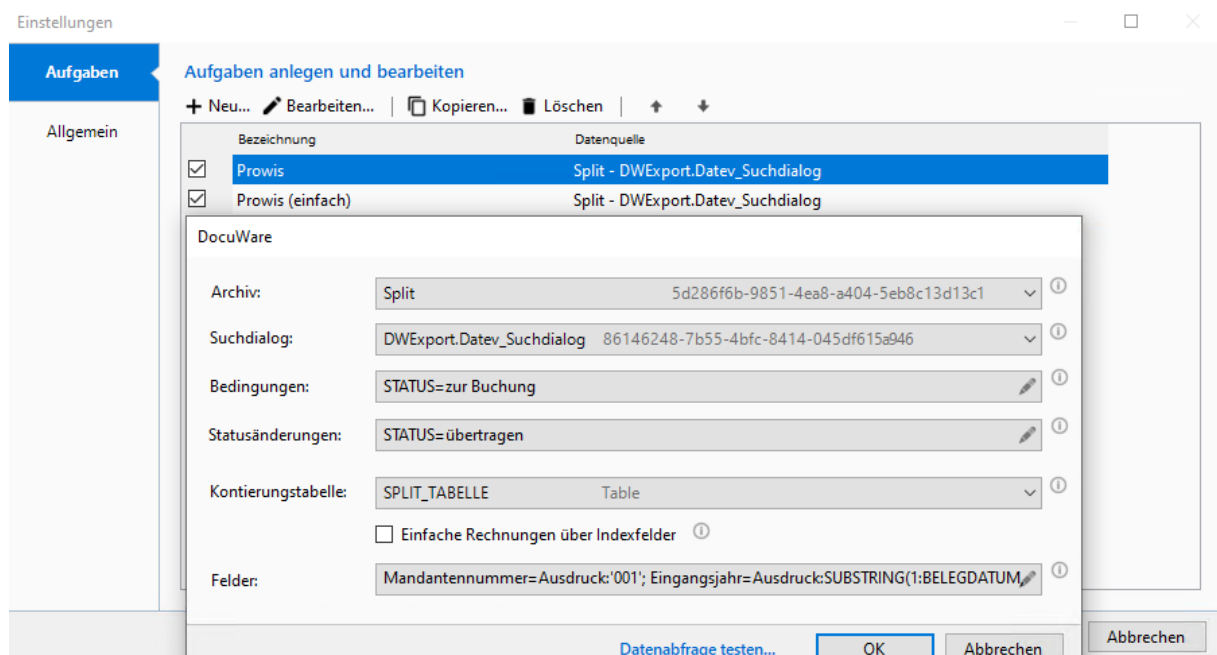 Einstellungen
Aufgaben
Allgemein
Aufgaben anlegen und bearbeiten
Neu... Bearbeiten... Kopieren... Löschen
Bezeichnung Datenquelle
Prowis Split - DWExport.Datev_Suchdialog
Prowis (einfach) Split - DWExport.Datev_Suchdialog
DocuWare
Archiv: Split 5d286f6b-9851-4ea8-a404-5eb8c13d13c1
Suchdialog: DWExport.Datev_Suchdialog 86146248-7b55-4bfc-8414-045df615a946
Bedingungen: STATUS=zur Buchung
Statusänderungen: STATUS=übertragen
Kontierungstabelle: SPLIT_TABELLE Table
Einfache Rechnungen über Indexfelder
Felder: Mandantennummer=Ausdruck:'001'; Eingangsjahr=Ausdruck:SUBSTRING(1:BELEGDATUM,
Datenabfrage testen... OK Abbrechen
Abbrechen